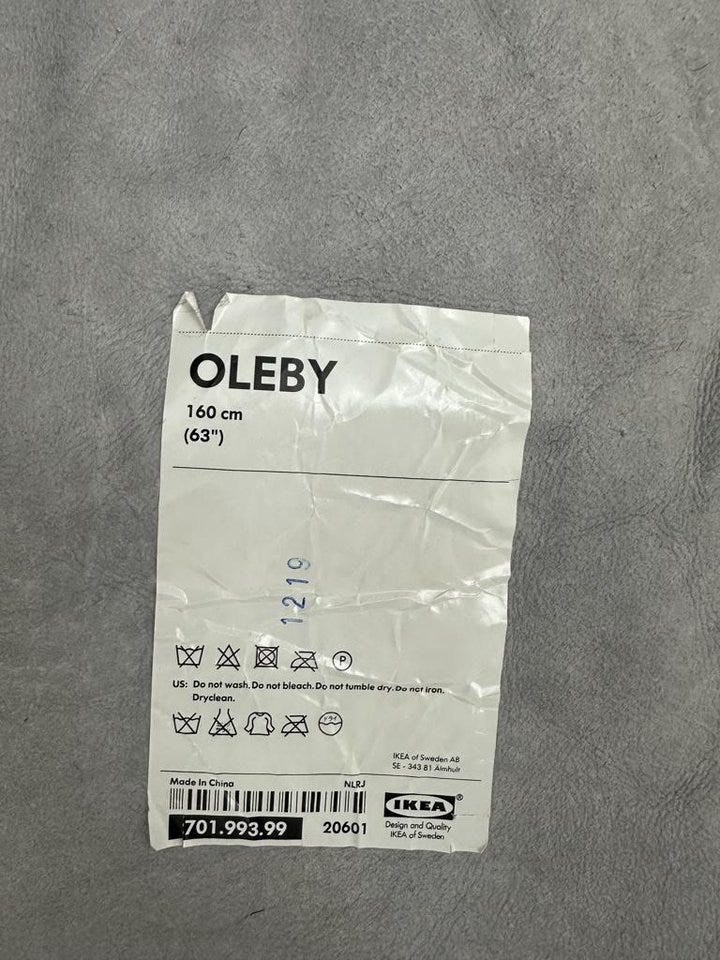 OLEBY
160 cm
(63")
1219
P
US: Do not wash. Do not bleach. Do not tumble dry. Do not iron.
Dryclean.
IKEA of Sweden AB
SE - 343 81 Älmhult
Made In China
NLRJ
701.993.99
20601
IKEA®
Design and Quality
IKEA of Sweden